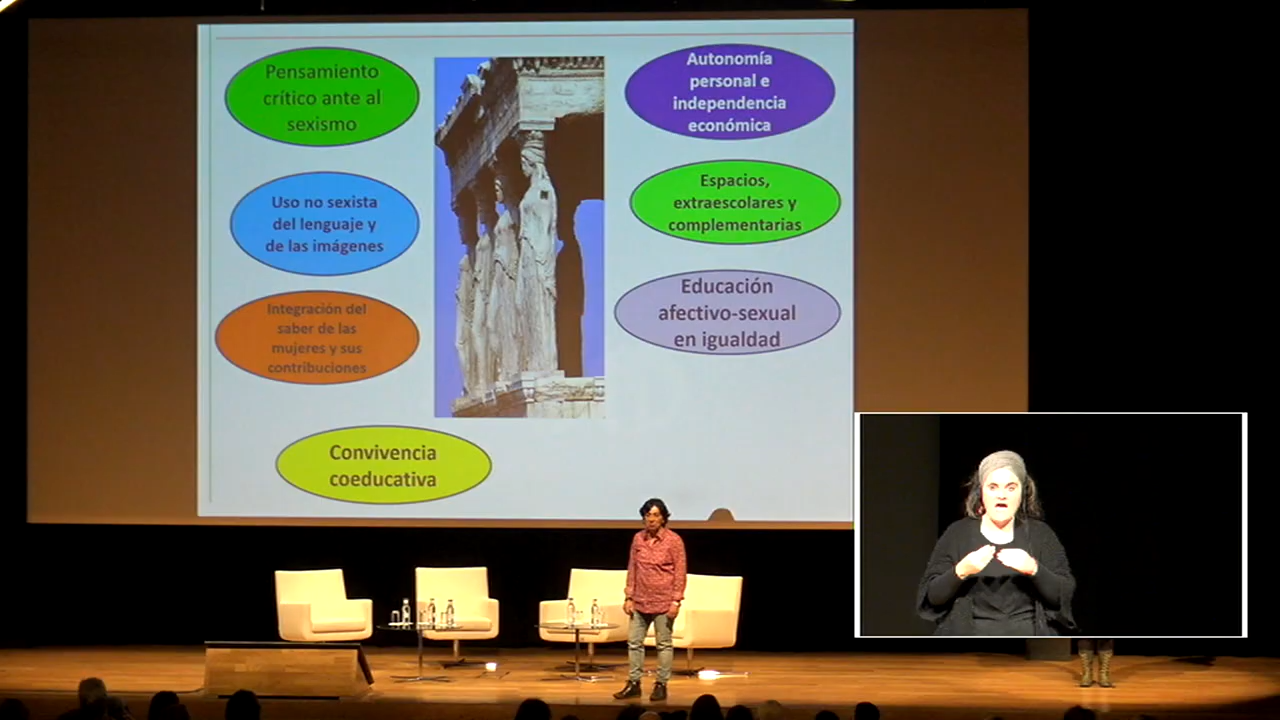 Pensamiento
crítico ante al
sexismo
Uso no sexista
del lenguaje y
de las imágenes
Integración del
saber de las
mujeres y sus
contribuciones
Convivencia
coeducativa
Autonomía
personal e
independencia
económica
Espacios,
extraescolares y
complementarias
Educación
afectivo-sexual
en igualdad